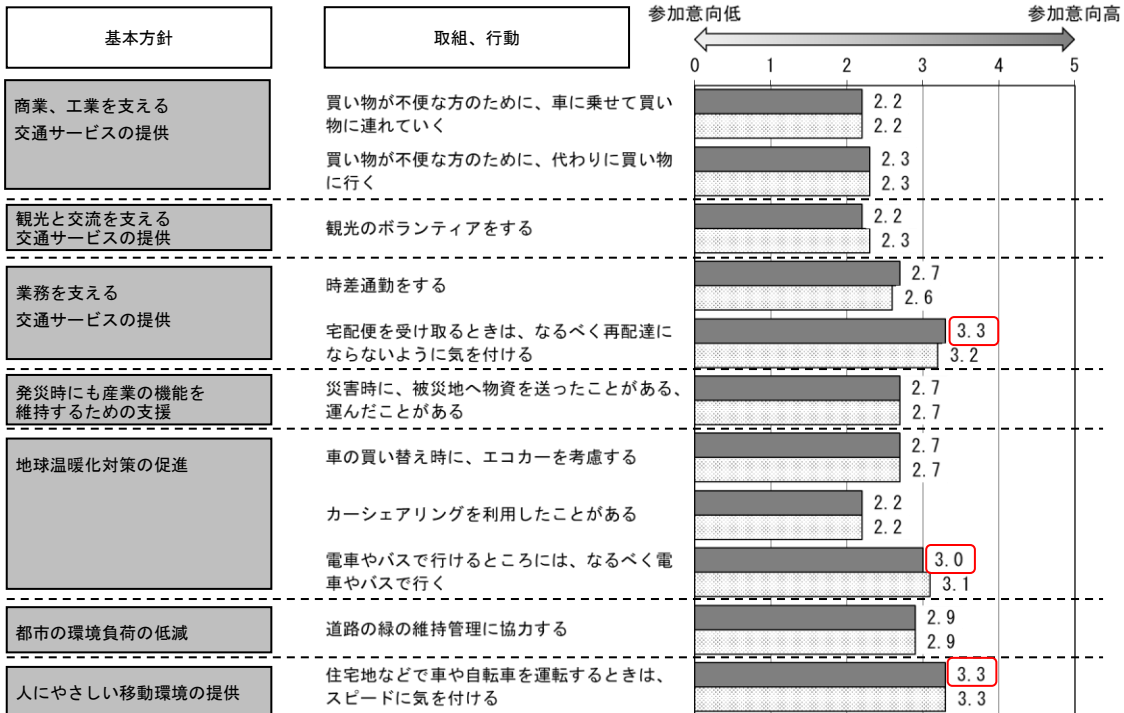 参加意向低
参加意向高
基本方針
取組、行動
0 1 2 3 4 5
商業、工業を支える
交通サービスの提供
買い物が不便な方のために、車に乗せて買い
物に連れていく
2.2
2.2
買い物が不便な方のために、代わりに買い物
に行く
2.3
2.3
観光と交流を支える
交通サービスの提供
観光のボランティアをする
2.2
2.3
業務を支える
交通サービスの提供
時差通勤をする
2.7
2.6
宅配便を受け取るときは、なるべく再配達に
ならないように気を付ける
3.3
3.2
発災時にも産業の機能を
維持するための支援
災害時に、被災地へ物資を送ったことがある、
運んだことがある
2.7
2.7
地球温暖化対策の促進
車の買い替え時に、エコカーを考慮する
2.7
2.7
カーシェアリングを利用したことがある
2.2
2.2
電車やバスで行けるところには、なるべく電
車やバスで行く
3.0
3.1
都市の環境負荷の低減
道路の緑の維持管理に協力する
2.9
2.9
人にやさしい移動環境の提供
住宅地などで車や自転車を運転するときは、
スピードに気を付ける
3.3
3.3